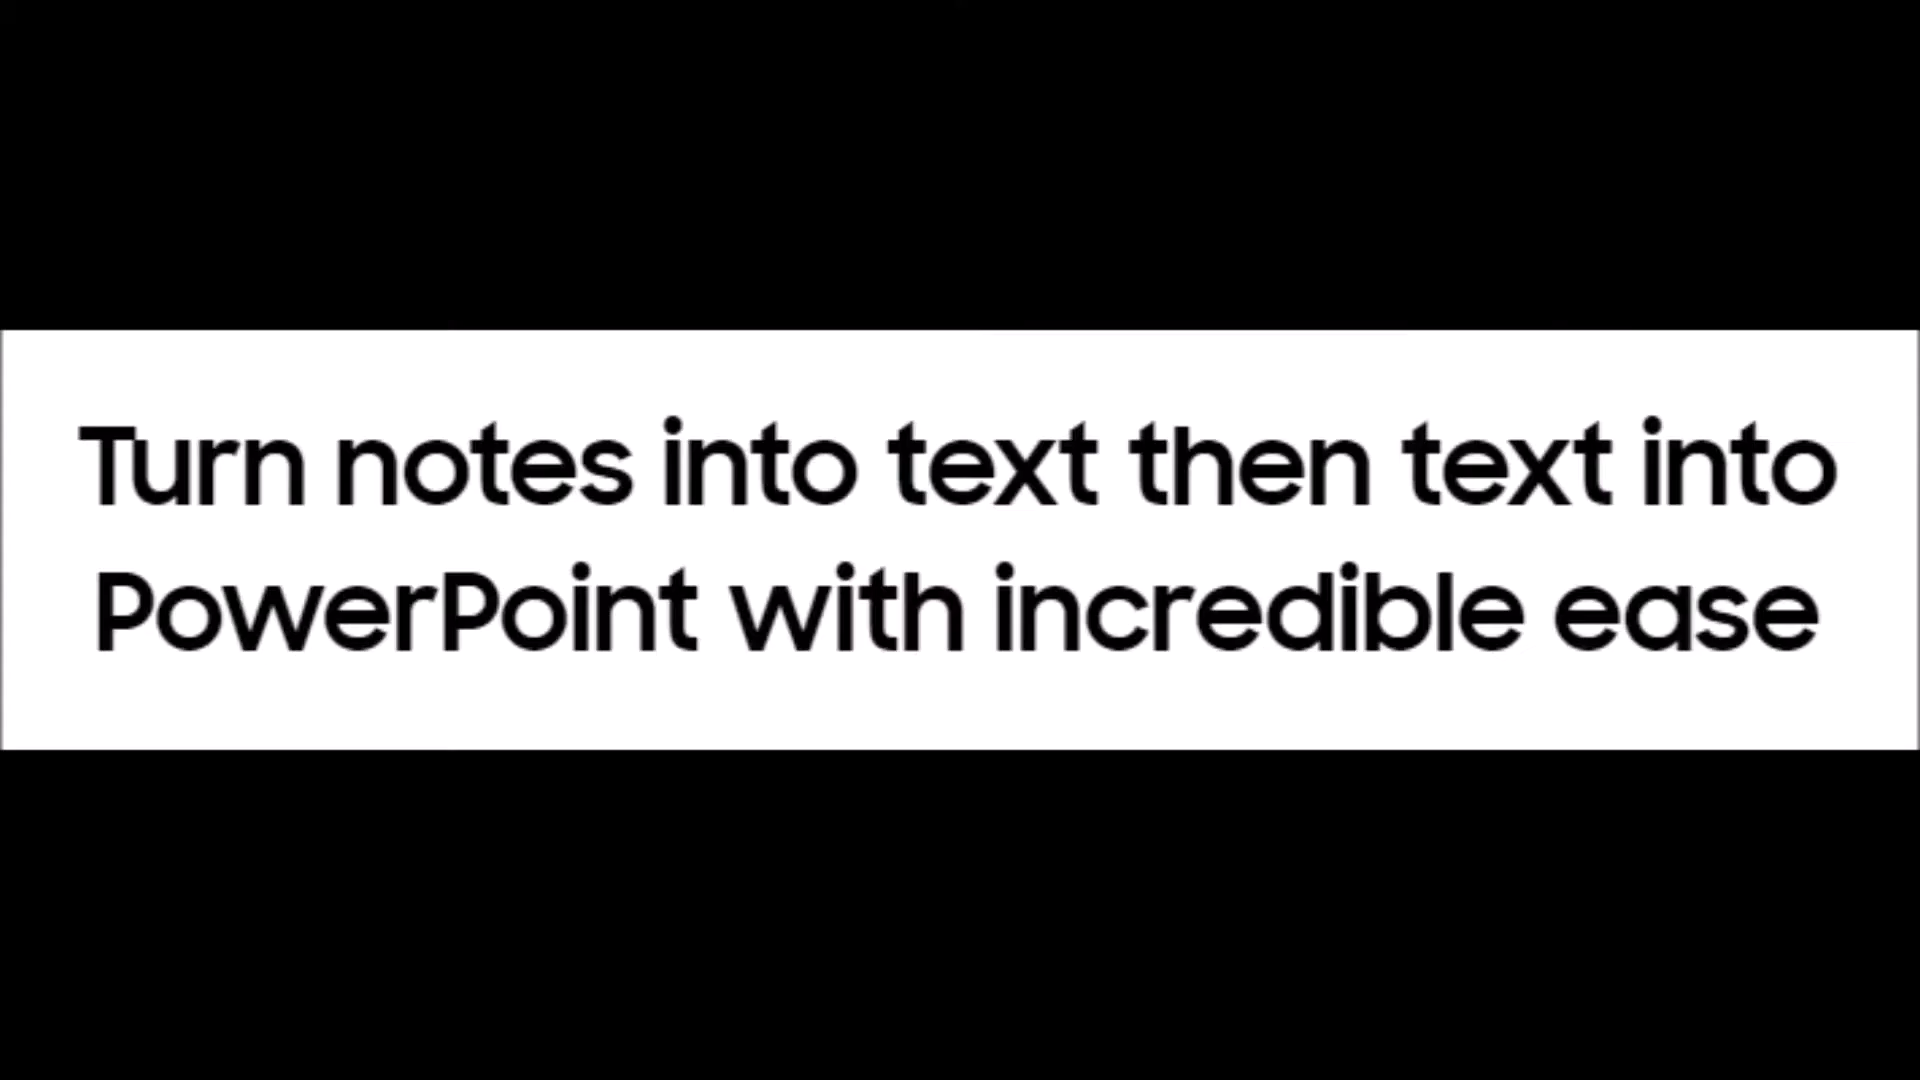 Turn notes into text then text into
PowerPoint with incredible ease